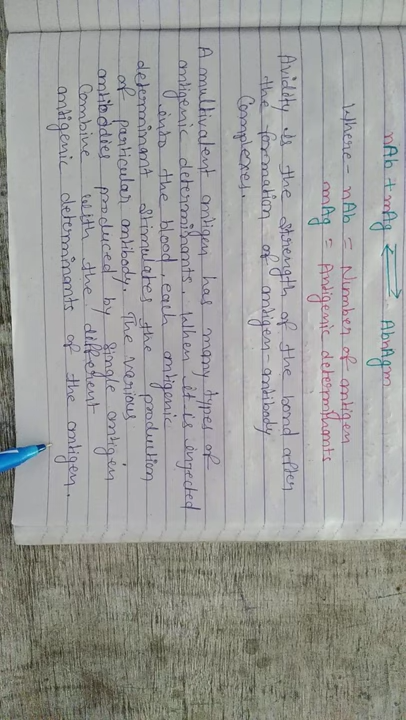 nAb + mAg ⇌ AbnAgm
Where - nAb = Number of antigen
mAg = Antigenic determinants
Avidity is the strength of the bond after
the formation of antigen-antibody
Complexes.
A multivalent antigen has many types of
antigenic determinants. When it is injected
into the blood, each antigenic
determinant stimulates the production
of particular antibody. The various
antibodies produced by single antigen
Combine with the different
antigenic determinants of the antigen.